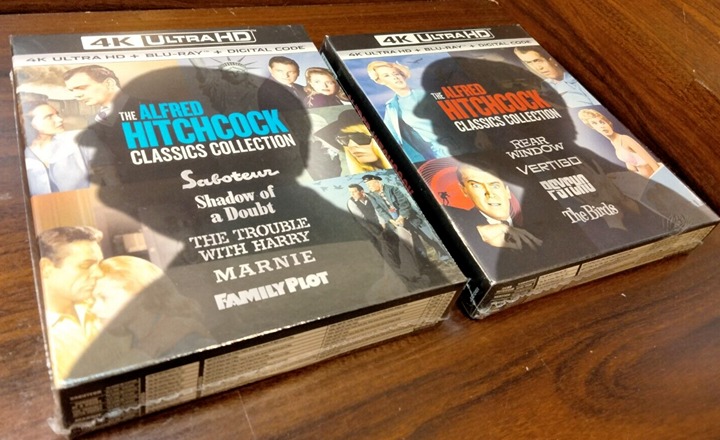 4K ULTRA HD
4K ULTRA HD + BLU-RAY + DIGITAL CODE
THE ALFRED
HITCHCOCK
CLASSICS COLLECTION
Saboteur
Shadow of
a Doubt
THE TROUBLE
WITH HARRY
MARNIE
FAMILY PLOT
4K ULTRA HD
4K ULTRA HD + BLU-RAY + DIGITAL CODE
THE ALFRED
HITCHCOCK
CLASSICS COLLECTION
REAR
WINDOW
VERTIGO
PSYCHO
The Birds